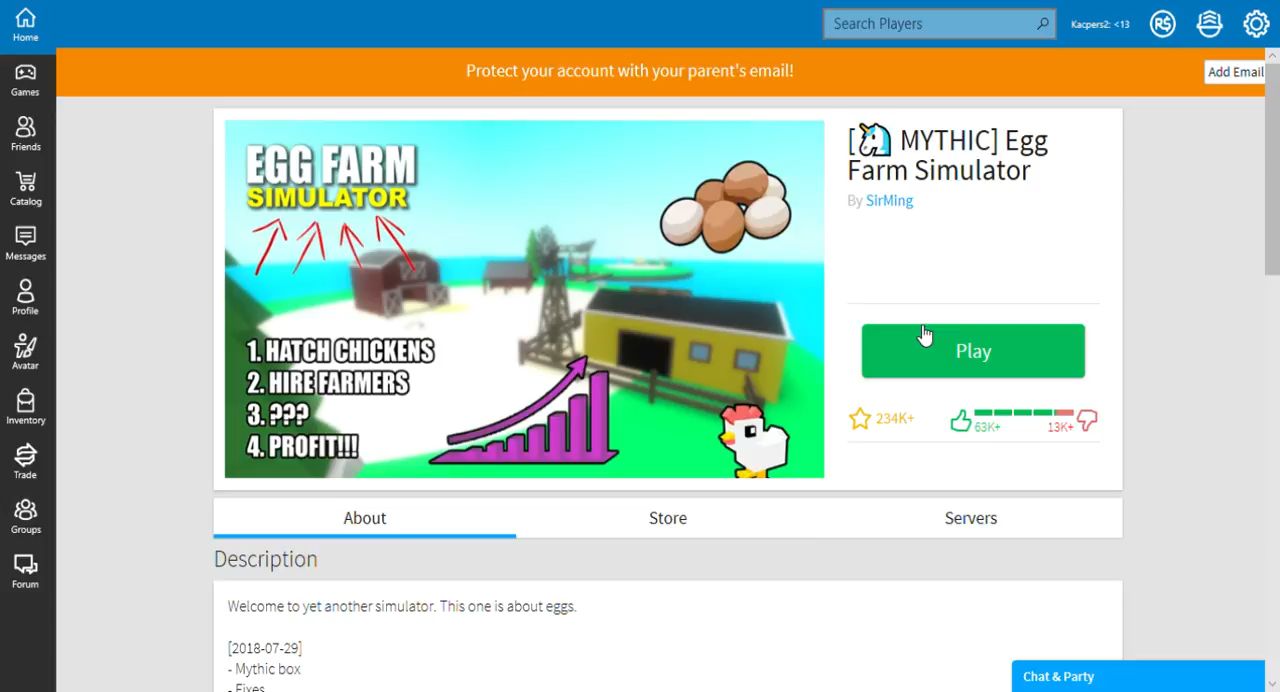 Home
Search Players
Kacpers2: <13
R$
Games
Friends
Catalog
Messages
Profile
Avatar
Inventory
Trade
Groups
Forum
Protect your account with your parent's email!
Add Email
EGG FARM
SIMULATOR
1. HATCH CHICKENS
2. HIRE FARMERS
3. ???
4. PROFIT!!!
[ MYTHIC] Egg
Farm Simulator
By SirMing
Play
234K+
63K+
13K+
About
Store
Servers
Description
Welcome to yet another simulator. This one is about eggs.
[2018-07-29]
- Mythic box
- Fixes
Chat & Party